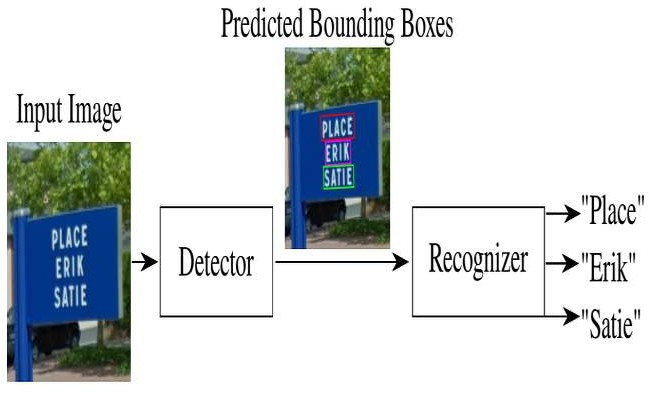 Predicted Bounding Boxes
Input Image
PLACE
ERIK
SATIE
PLACE
ERIK
SATIE
Detector
Recognizer
"Place"
"Erik"
"Satie"